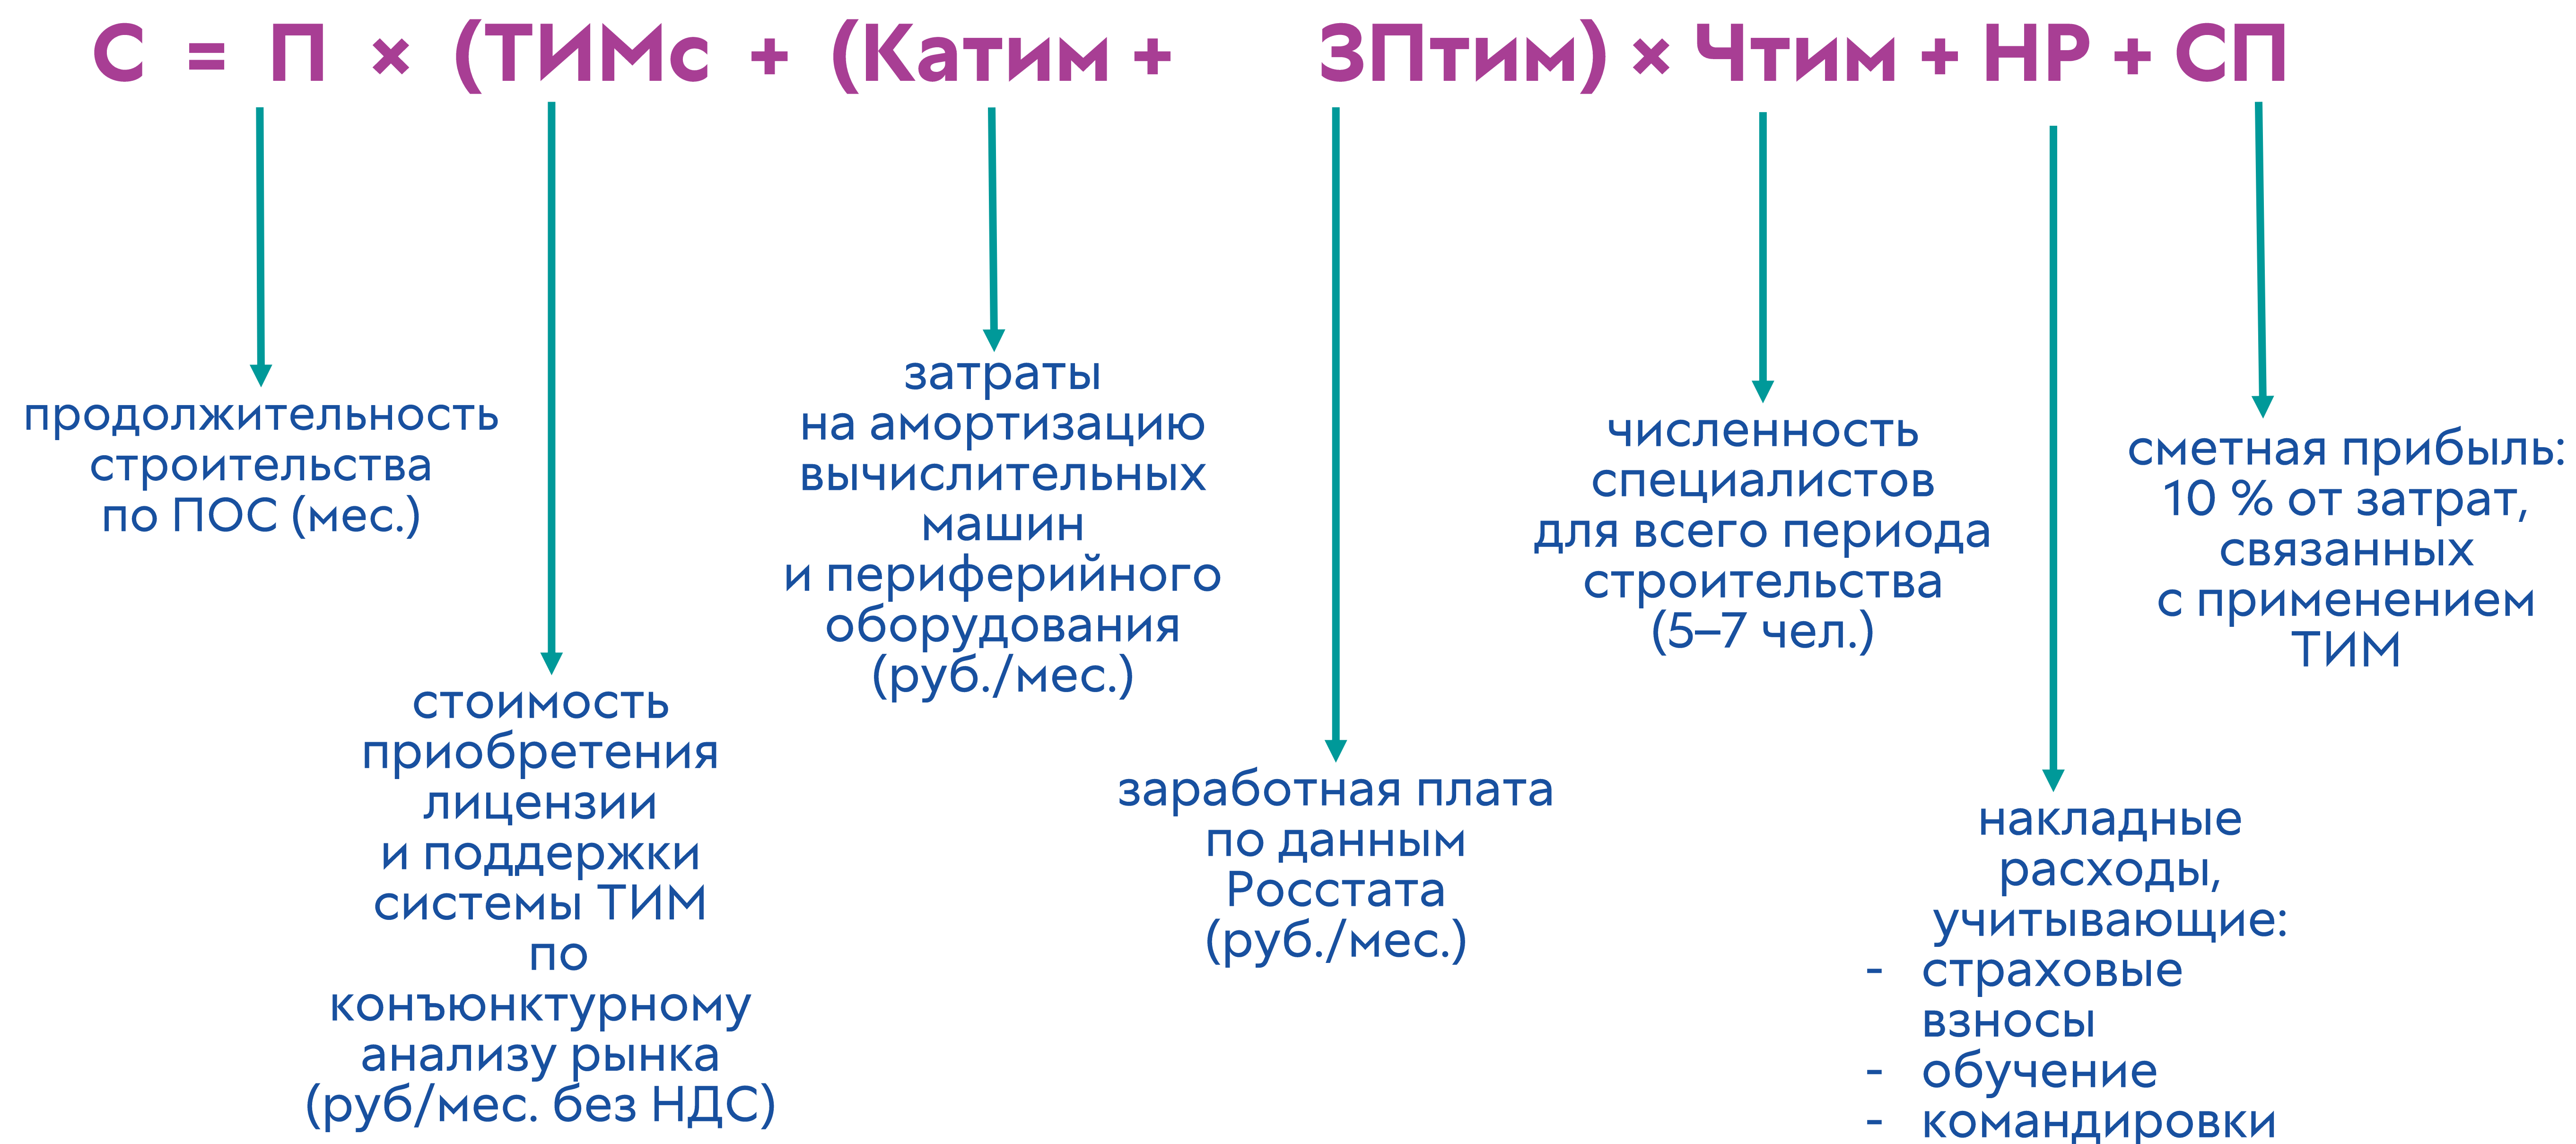 С = П × (ТИМс + (Катим + ЗПтим) × Чтим + НР + СП
продолжительность
строительства
по ПОС (мес.)
стоимость
приобретения
лицензии
и поддержки
системы ТИМ
по
конъюнктурному
анализу рынка
(руб/мес. без НДС)
затраты
на амортизацию
вычислительных
машин
и периферийного
оборудования
(руб./мес.)
заработная плата
по данным
Росстата
(руб./мес.)
численность
специалистов
для всего периода
строительства
(5–7 чел.)
накладные
расходы,
учитывающие:
- страховые
взносы
- обучение
- командировки
сметная прибыль:
10 % от затрат,
связанных
с применением
ТИМ